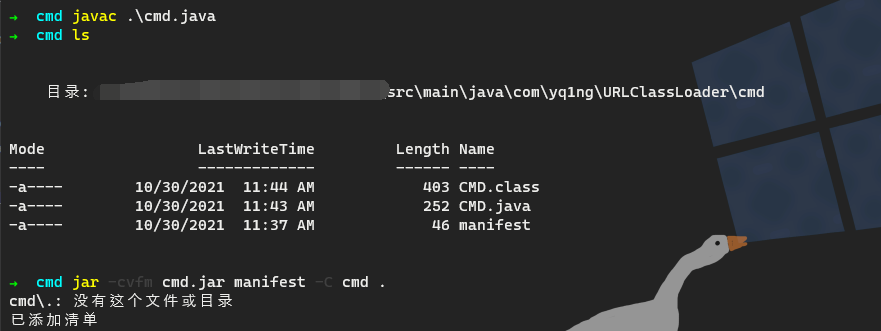 → cmd javac .\cmd.java
→ cmd ls
目录: src\main\java\com\yq1ng\URLClassLoader\cmd
Mode LastWriteTime Length Name
---- ------------- ------ ----
-a---- 10/30/2021 11:44 AM 403 CMD.class
-a---- 10/30/2021 11:43 AM 252 CMD.java
-a---- 10/30/2021 11:37 AM 46 manifest
→ cmd jar -cvfm cmd.jar manifest -C cmd .
cmd\.: 没有这个文件或目录
已添加清单